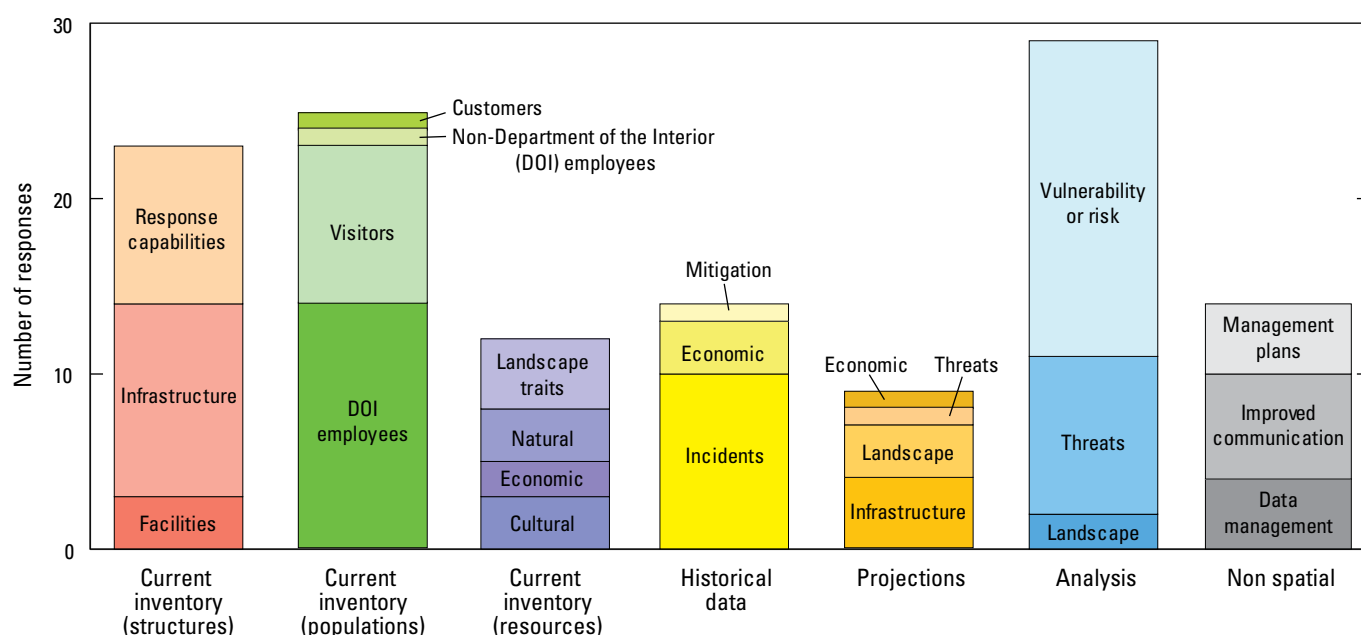 30
20
10
0
Number of responses
Response
capabilities
Infrastructure
Facilities
Customers
Non-Department of the Interior
(DOI) employees
Visitors
DOI
employees
Landscape
traits
Natural
Economic
Cultural
Mitigation
Economic
Incidents
Economic
Threats
Landscape
Infrastructure
Vulnerability
or risk
Threats
Landscape
Management
plans
Improved
communication
Data
management
Current
inventory
(structures)
Current
inventory
(populations)
Current
inventory
(resources)
Historical
data
Projections
Analysis
Non spatial